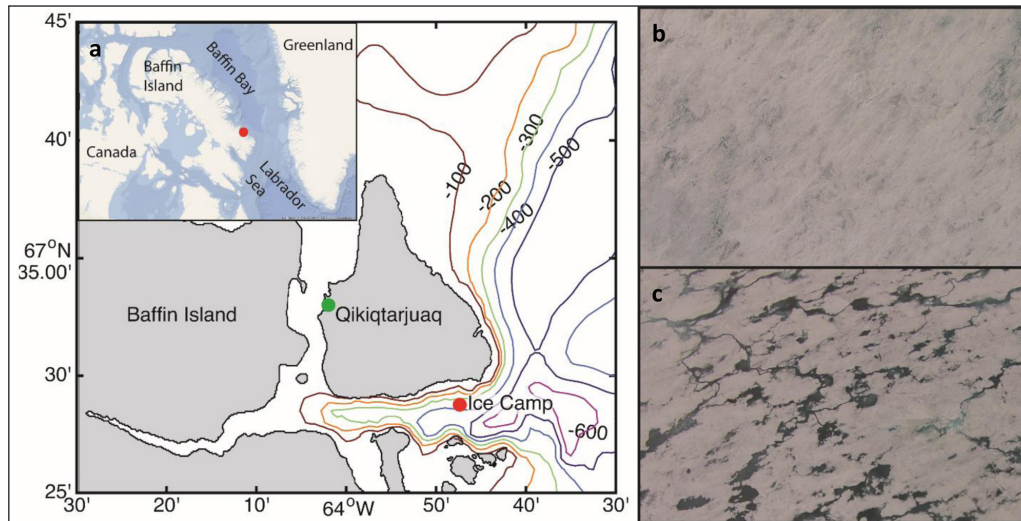 a
Greenland
Baffin Bay
Baffin
Island
Canada
Labrador
Sea
45'
40'
67°N
35.00'
30'
25'
-100
-200
-300
-400
-500
-600
Baffin Island
Qikiqtarjuaq
Ice Camp
30'
20'
10'
64°W
50'
40'
30'
b
c